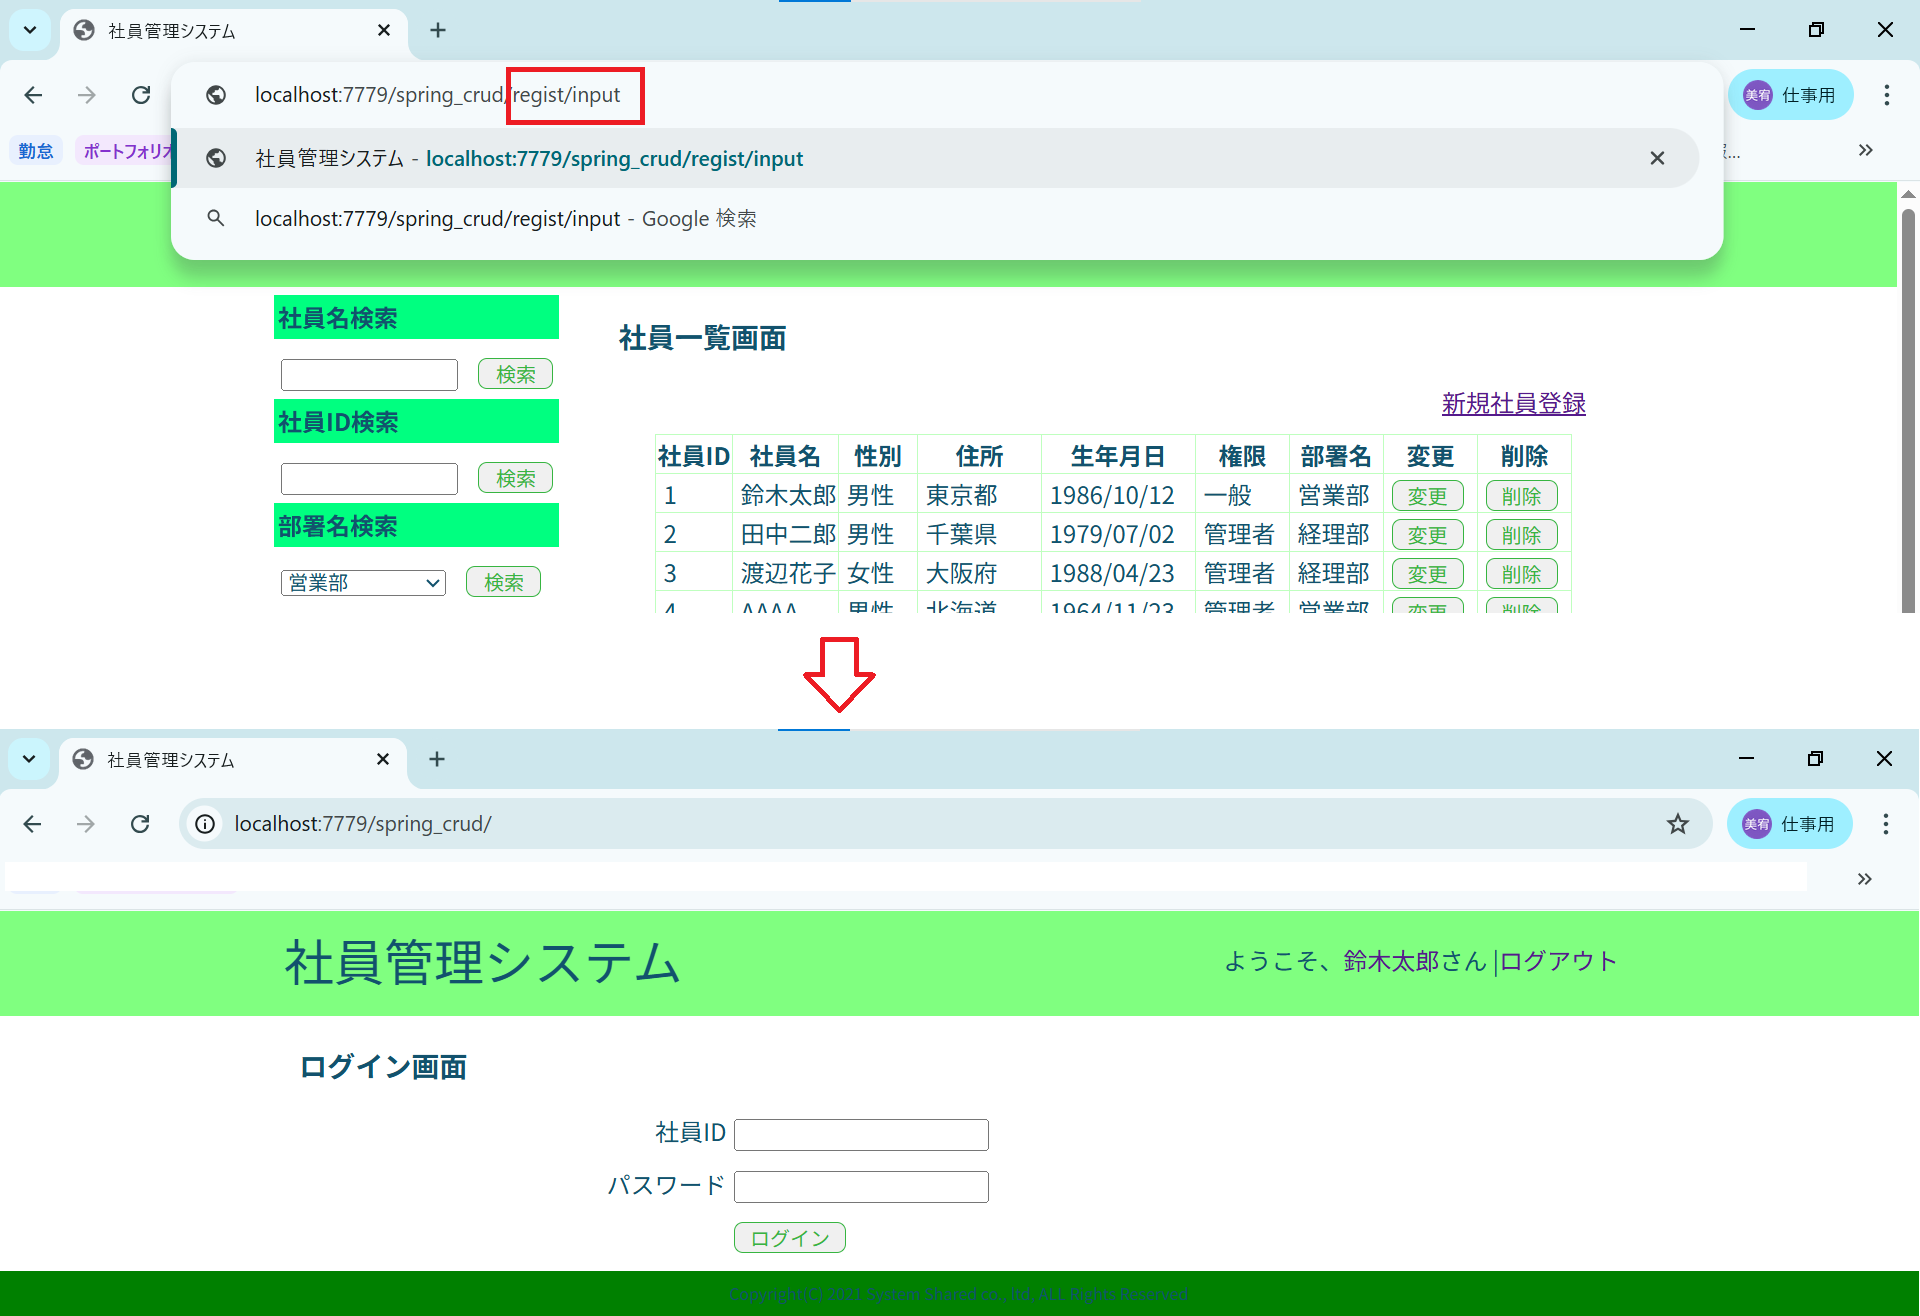 社員管理システム
localhost:7779/spring_crud/regist/input
美宥 仕事用
勤怠 ポートフォリオ
社員管理システム - localhost:7779/spring_crud/regist/input
localhost:7779/spring_crud/regist/input - Google 検索
社員名検索
検索
社員ID検索
検索
部署名検索
営業部 検索
社員一覧画面
新規社員登録
社員ID 社員名 性別 住所 生年月日 権限 部署名 変更 削除
1 鈴木太郎 男性 東京都 1986/10/12 一般 営業部 変更 削除
2 田中二郎 男性 千葉県 1979/07/02 管理者 経理部 変更 削除
3 渡辺花子 女性 大阪府 1988/04/23 管理者 経理部 変更 削除
4 AAAA 男性 北海道 1964/11/23 管理者 営業部 変更 削除
社員管理システム
localhost:7779/spring_crud/
美宥 仕事用
社員管理システム
ようこそ、鈴木太郎さん |ログアウト
ログイン画面
社員ID
パスワード
ログイン
Copyright(C) 2021 System Shared co., ltd, ALL Rights Reserved.